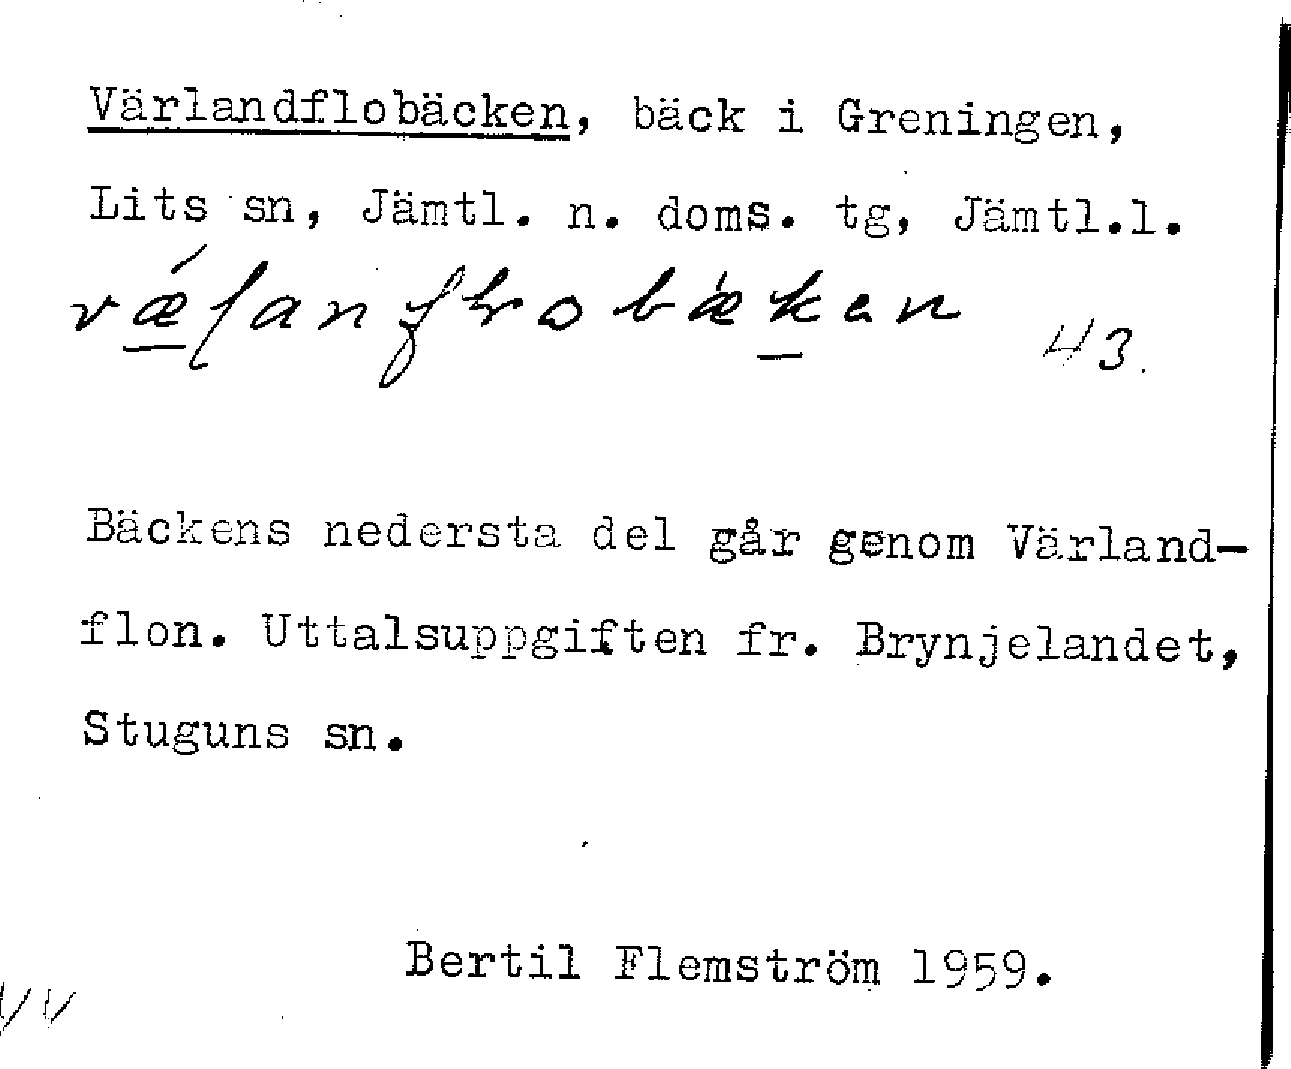 Värlandflobäcken, bäck i Greningen,
Lits sn, Jämtl. n. doms. tg, Jämtl.l.
43.
Bäckens nedersta del går genom Värland-
flon. Uttalsuppgiften fr. Brynjelandet,
Stuguns sn.
Bertil Flemström 1959.